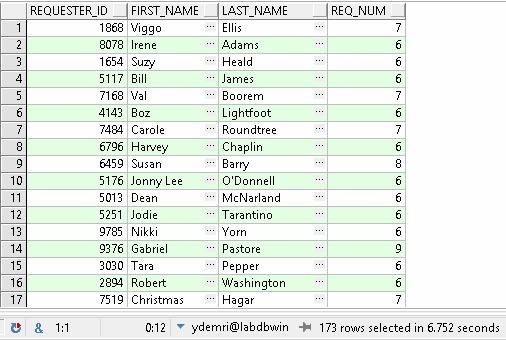 REQUESTER_ID FIRST_NAME LAST_NAME REQ_NUM
1 1868 Viggo ... Ellis ... 7
2 8078 Irene ... Adams ... 6
3 1654 Suzy ... Heald ... 6
4 5117 Bill ... James ... 6
5 7168 Val ... Boorem ... 7
6 4143 Boz ... Lightfoot ... 6
7 7484 Carole ... Roundtree ... 7
8 6796 Harvey ... Chaplin ... 6
9 6459 Susan ... Barry ... 8
10 5176 Jonny Lee ... O'Donnell ... 6
11 5013 Dean ... McNarland ... 6
12 5251 Jodie ... Tarantino ... 6
13 9785 Nikki ... Yorn ... 6
14 9376 Gabriel ... Pastore ... 9
15 3030 Tara ... Pepper ... 6
16 2894 Robert ... Washington ... 6
17 7519 Christmas ... Hagar ... 7
& 1:1 0:12 ydemri@labdbwin 173 rows selected in 6.752 seconds